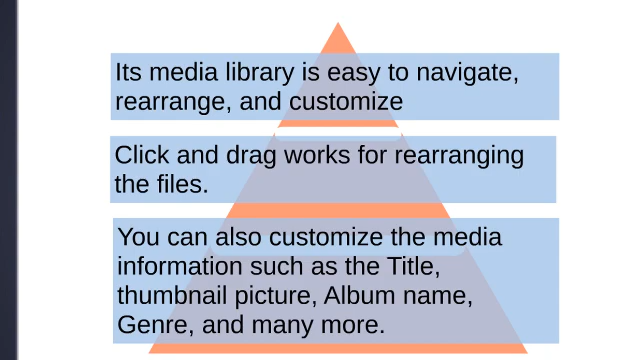 Its media library is easy to navigate,
rearrange, and customize
Click and drag works for rearranging
the files.
You can also customize the media
information such as the Title,
thumbnail picture, Album name,
Genre, and many more.